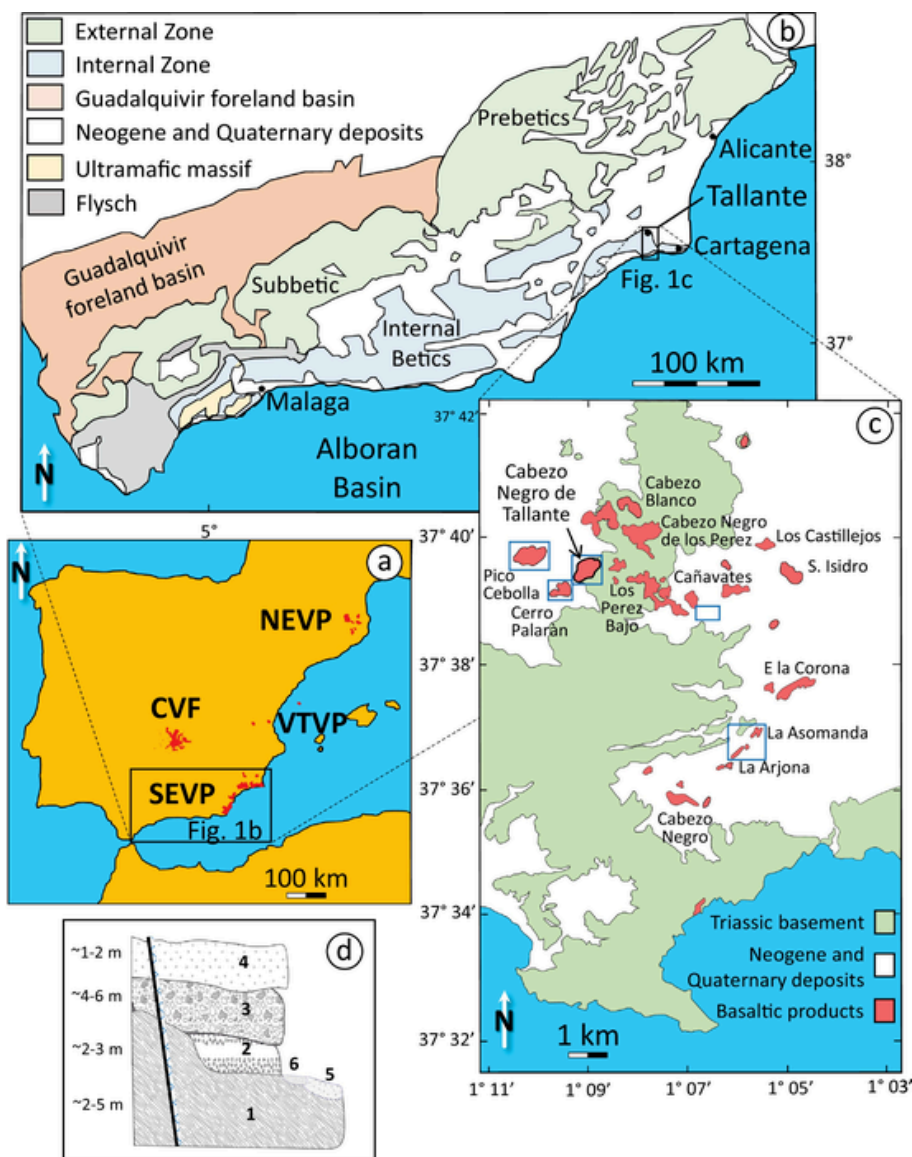 External Zone
Internal Zone
Guadalquivir foreland basin
Neogene and Quaternary deposits
Ultramafic massif
Flysch
b
Prebetics
Alicante
38°
Tallante
Cartagena
Fig. 1c
Guadalquivir
foreland basin
Subbetic
Internal
Betics
37°
100 km
Malaga
37° 42'
Alboran
Basin
N
5°
c
Cabezo
Negro de
Tallante
Cabezo
Blanco
Cabezo Negro
de los Perez
Los Castillejos
S. Isidro
Pico
Cebolla
Cerro
Palarán
Los
Perez
Bajo
Cañavates
E la Corona
La Asomanda
La Arjona
Cabezo
Negro
37° 40'
37° 38'
37° 36'
37° 34'
37° 32'
Triassic basement
Neogene and
Quaternary deposits
Basaltic products
N
1 km
1° 11'
1° 09'
1° 07'
1° 05'
1° 03'
a
N
NEVP
CVF
VTVP
SEVP
Fig. 1b
100 km
d
~1-2 m
~4-6 m
~2-3 m
~2-5 m
4
3
2
6
5
1